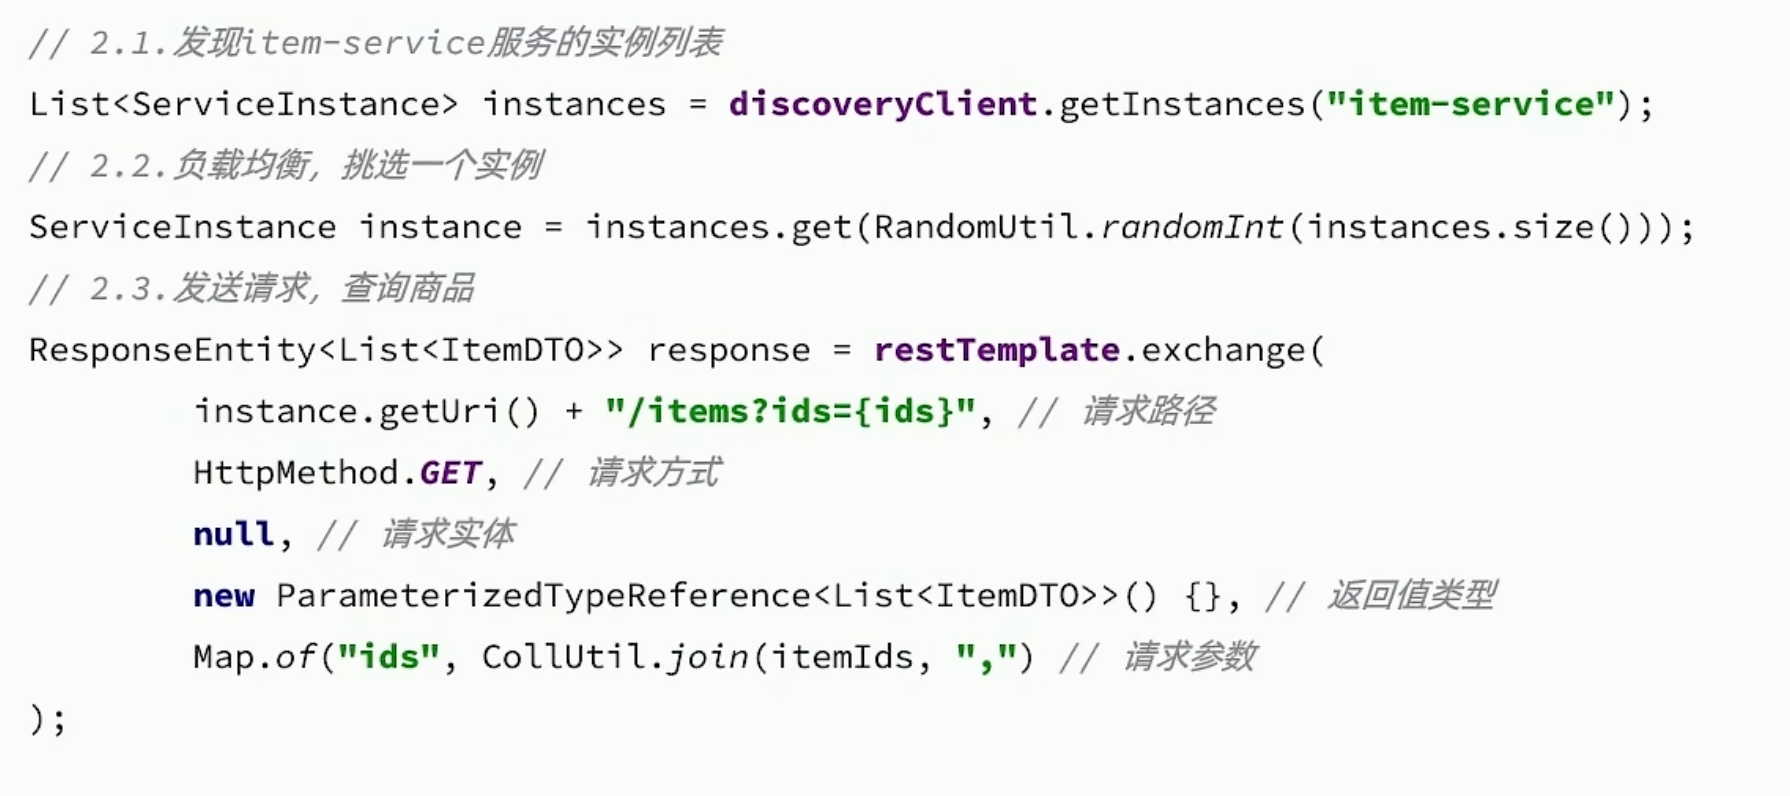 // 2.1.发现item-service服务的实例列表
List<ServiceInstance> instances = discoveryClient.getInstances("item-service");
// 2.2.负载均衡，挑选一个实例
ServiceInstance instance = instances.get(RandomUtil.randomInt(instances.size()));
// 2.3.发送请求，查询商品
ResponseEntity<List<ItemDTO>> response = restTemplate.exchange(
        instance.getUri() + "/items?ids={ids}", // 请求路径
        HttpMethod.GET, // 请求方式
        null, // 请求实体
        new ParameterizedTypeReference<List<ItemDTO>>() {}, // 返回值类型
        Map.of("ids", CollUtil.join(itemIds, ",") // 请求参数
);